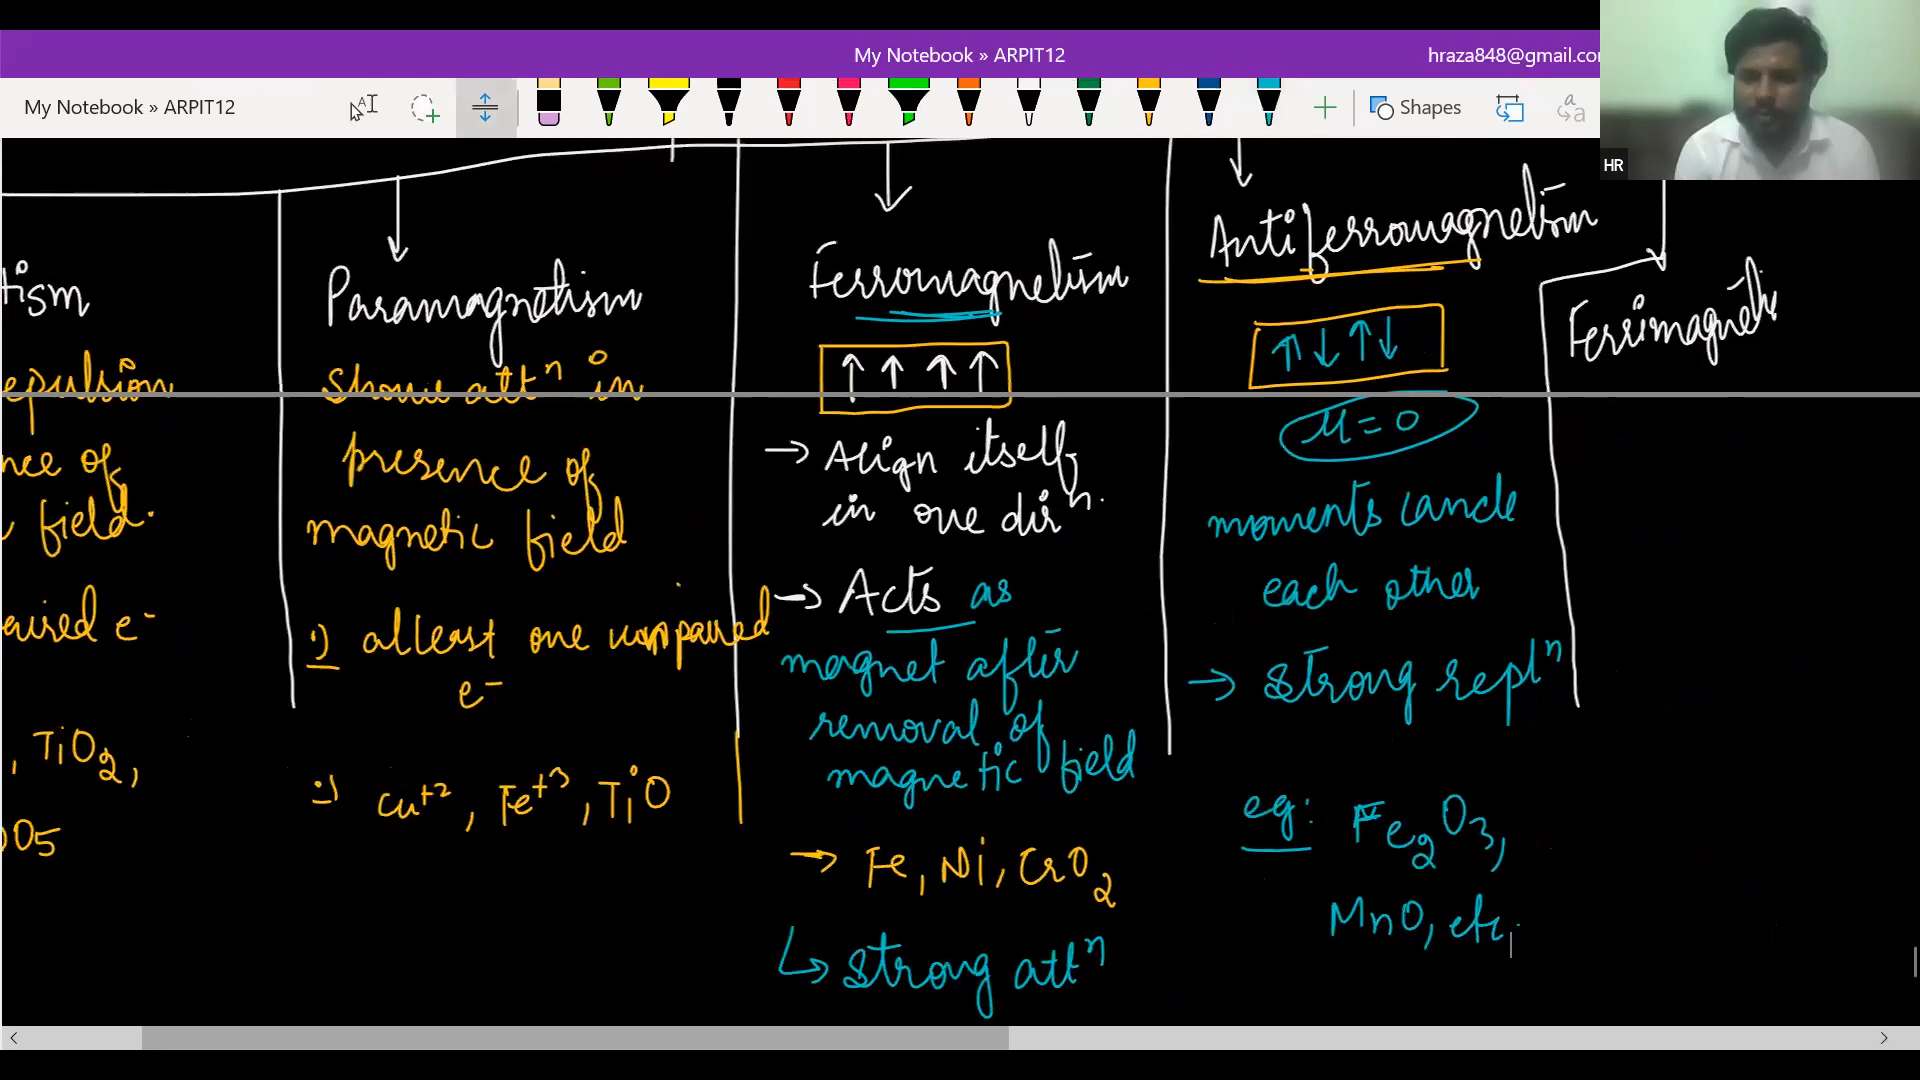 My Notebook » ARPIT12
hraza848@gmail.co
My Notebook » ARPIT12
Shapes
HR
tism
epulsion
nce of
field.
aired e-
, TiO2,
O5
Paramagnetism
Shows attn in
presence of
magnetic field
atleast one unpaired
e-
Cu+2, Fe+3, TiO
Ferromagnetism
↑ ↑ ↑ ↑
→ Align itself
in one dirn.
→ Acts as
magnet after
removal of
magnetic field
→ Fe, Ni, CrO2
↳ strong attn
Antiferromagnetism
↑↓↑↓
μ = 0
moments cancle
each other
→ strong repln
eg: Fe2O3,
MnO, etc.
Ferrimagneti